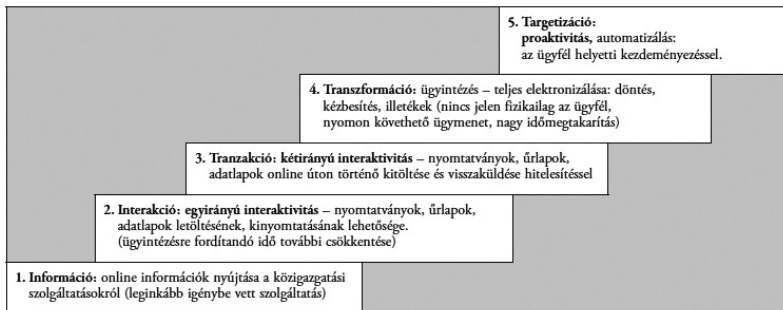 5. Targetizáció:
proaktivitás, automatizálás:
az ügyfél helyetti kezdeményezéssel.
4. Transzformáció: ügyintézés – teljes elektronizálása: döntés,
kézbesítés, illetékek (nincs jelen fizikailag az ügyfél,
nyomon követhető ügymenet, nagy időmegtakarítás)
3. Tranzakció: kétirányú interaktivitás – nyomtatványok, űrlapok,
adatlapok online úton történő kitöltése és visszaküldése hitelesítéssel
2. Interakció: egyirányú interaktivitás – nyomtatványok, űrlapok,
adatlapok letöltésének, kinyomtatásának lehetősége.
(ügyintézésre fordítandó idő további csökkentése)
1. Információ: online információk nyújtása a közigazgatási
szolgáltatásokról (leginkább igénybe vett szolgáltatás)